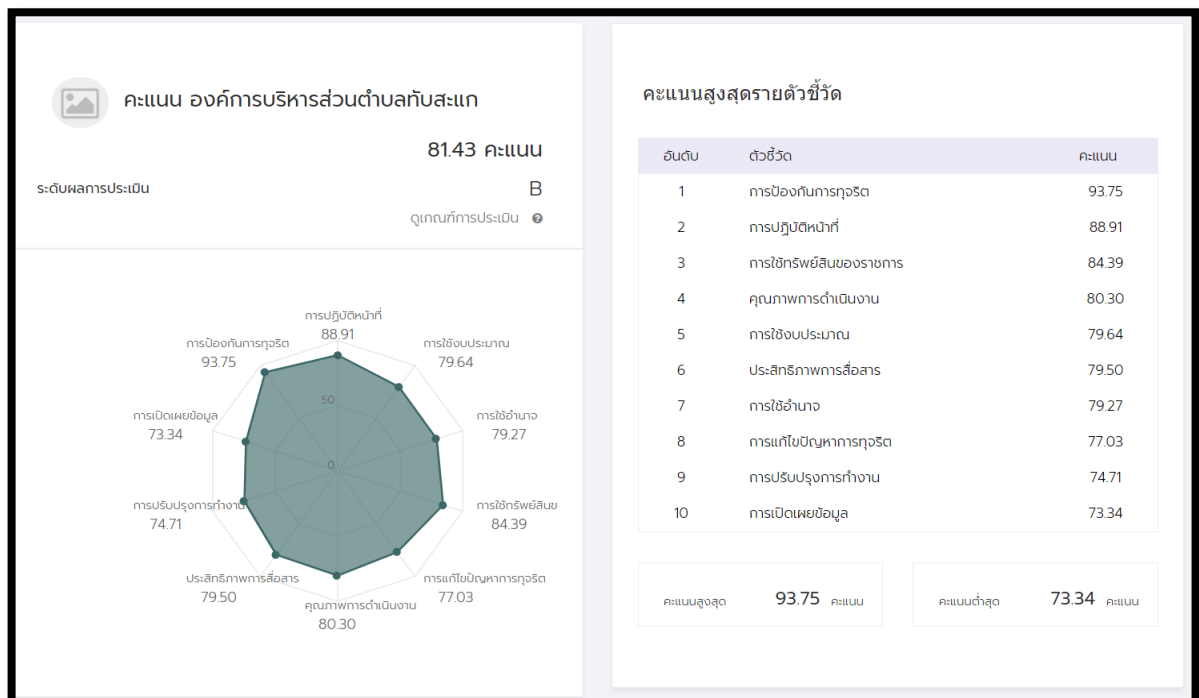 คะแนน องค์การบริหารส่วนตำบลทับสะแก
81.43 คะแนน
ระดับผลการประเมิน B
ดูเกณฑ์การประเมิน ?
การปฏิบัติหน้าที่
88.91
การป้องกันการทุจริต
93.75
การใช้งบประมาณ
79.64
50
การเปิดเผยข้อมูล
73.34
การใช้อำนาจ
79.27
0
การปรับปรุงการทำงาน
74.71
การใช้ทรัพย์สินข
84.39
ประสิทธิภาพการสื่อสาร
79.50
การแก้ไขปัญหาการทุจริต
77.03
คุณภาพการดำเนินงาน
80.30
คะแนนสูงสุดรายตัวชี้วัด
อันดับ ตัวชี้วัด คะแนน
1 การป้องกันการทุจริต 93.75
2 การปฏิบัติหน้าที่ 88.91
3 การใช้ทรัพย์สินของราชการ 84.39
4 คุณภาพการดำเนินงาน 80.30
5 การใช้งบประมาณ 79.64
6 ประสิทธิภาพการสื่อสาร 79.50
7 การใช้อำนาจ 79.27
8 การแก้ไขปัญหาการทุจริต 77.03
9 การปรับปรุงการทำงาน 74.71
10 การเปิดเผยข้อมูล 73.34
คะแนนสูงสุด 93.75 คะแนน
คะแนนต่ำสุด 73.34 คะแนน